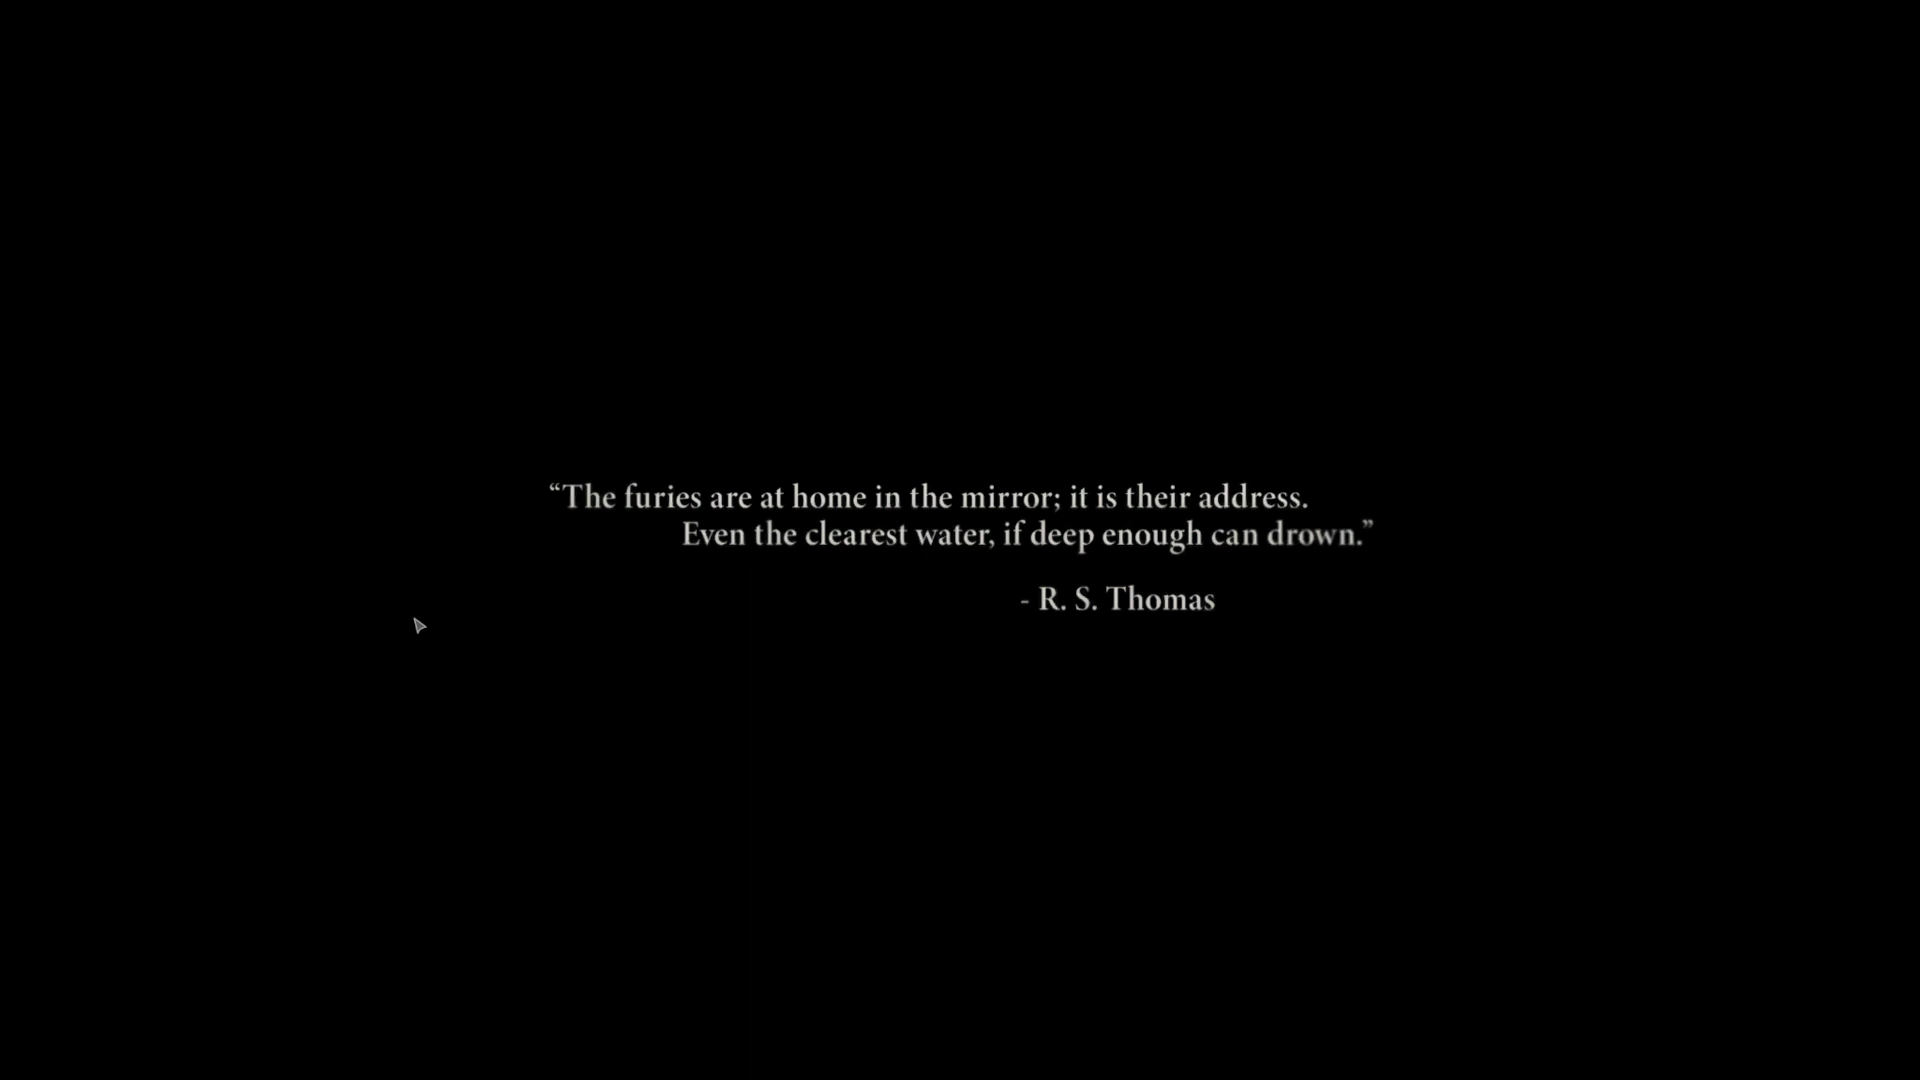 “The furies are at home in the mirror; it is their address.
Even the clearest water, if deep enough can drown.”
- R. S. Thomas